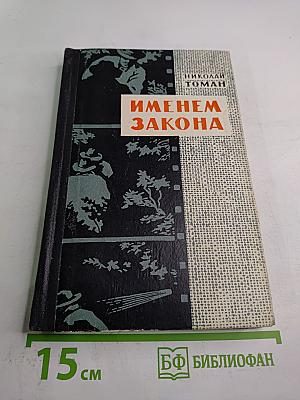 НИКОЛАЙ
ТОМАН
ИМЕНЕМ
ЗАКОНА
15 см
БФ БИБЛИОФАН